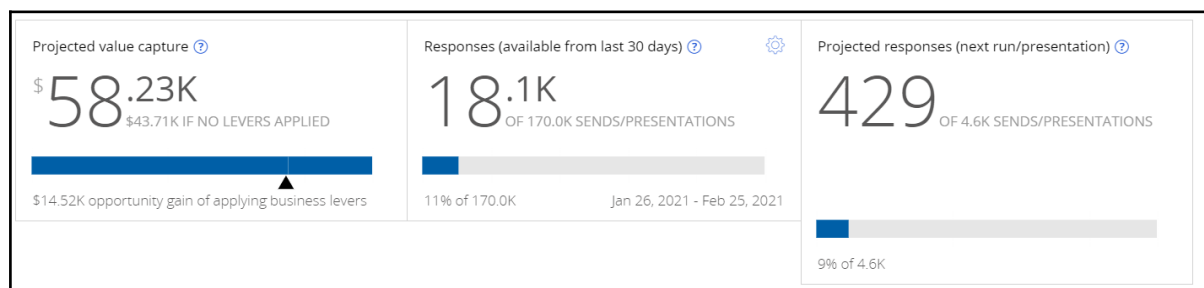 Projected value capture ?
$58.23K
$43.71K IF NO LEVERS APPLIED
$14.52K opportunity gain of applying business levers
Responses (available from last 30 days) ?
18.1K
OF 170.0K SENDS/PRESENTATIONS
11% of 170.0K
Jan 26, 2021 - Feb 25, 2021
Projected responses (next run/presentation) ?
429
OF 4.6K SENDS/PRESENTATIONS
9% of 4.6K